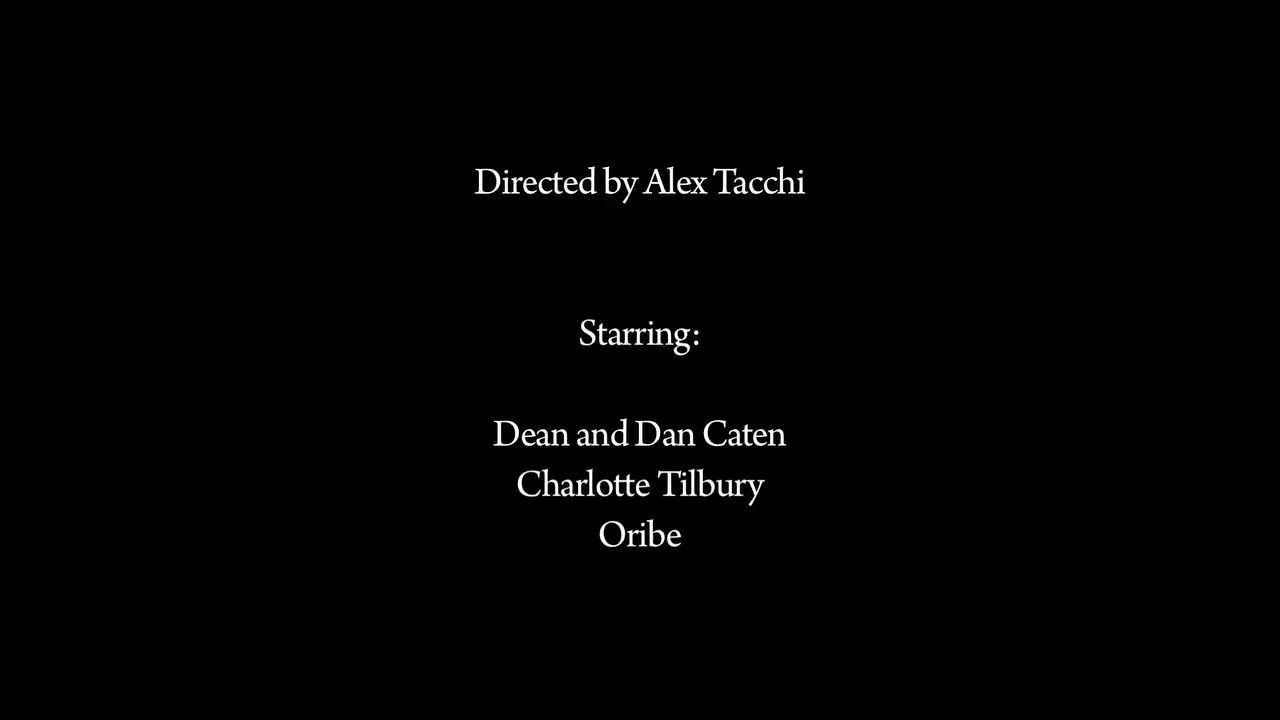 Directed by Alex Tacchi
Starring:
Dean and Dan Caten
Charlotte Tilbury
Oribe